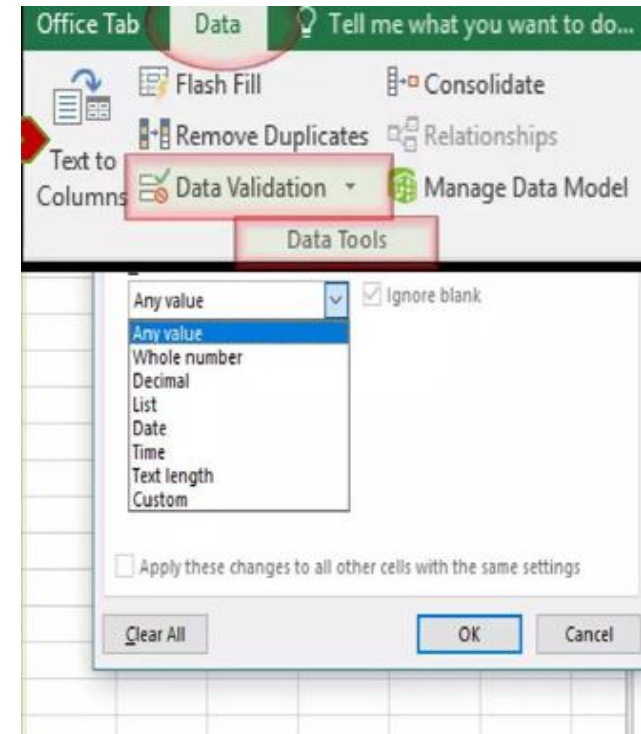 Office Tab Data Tell me what you want to do...
Flash Fill Consolidate
Remove Duplicates Relationships
Text to
Columns Data Validation Manage Data Model
Data Tools
Any value Ignore blank
Any value
Whole number
Decimal
List
Date
Time
Text length
Custom
Apply these changes to all other cells with the same settings
Clear All OK Cancel